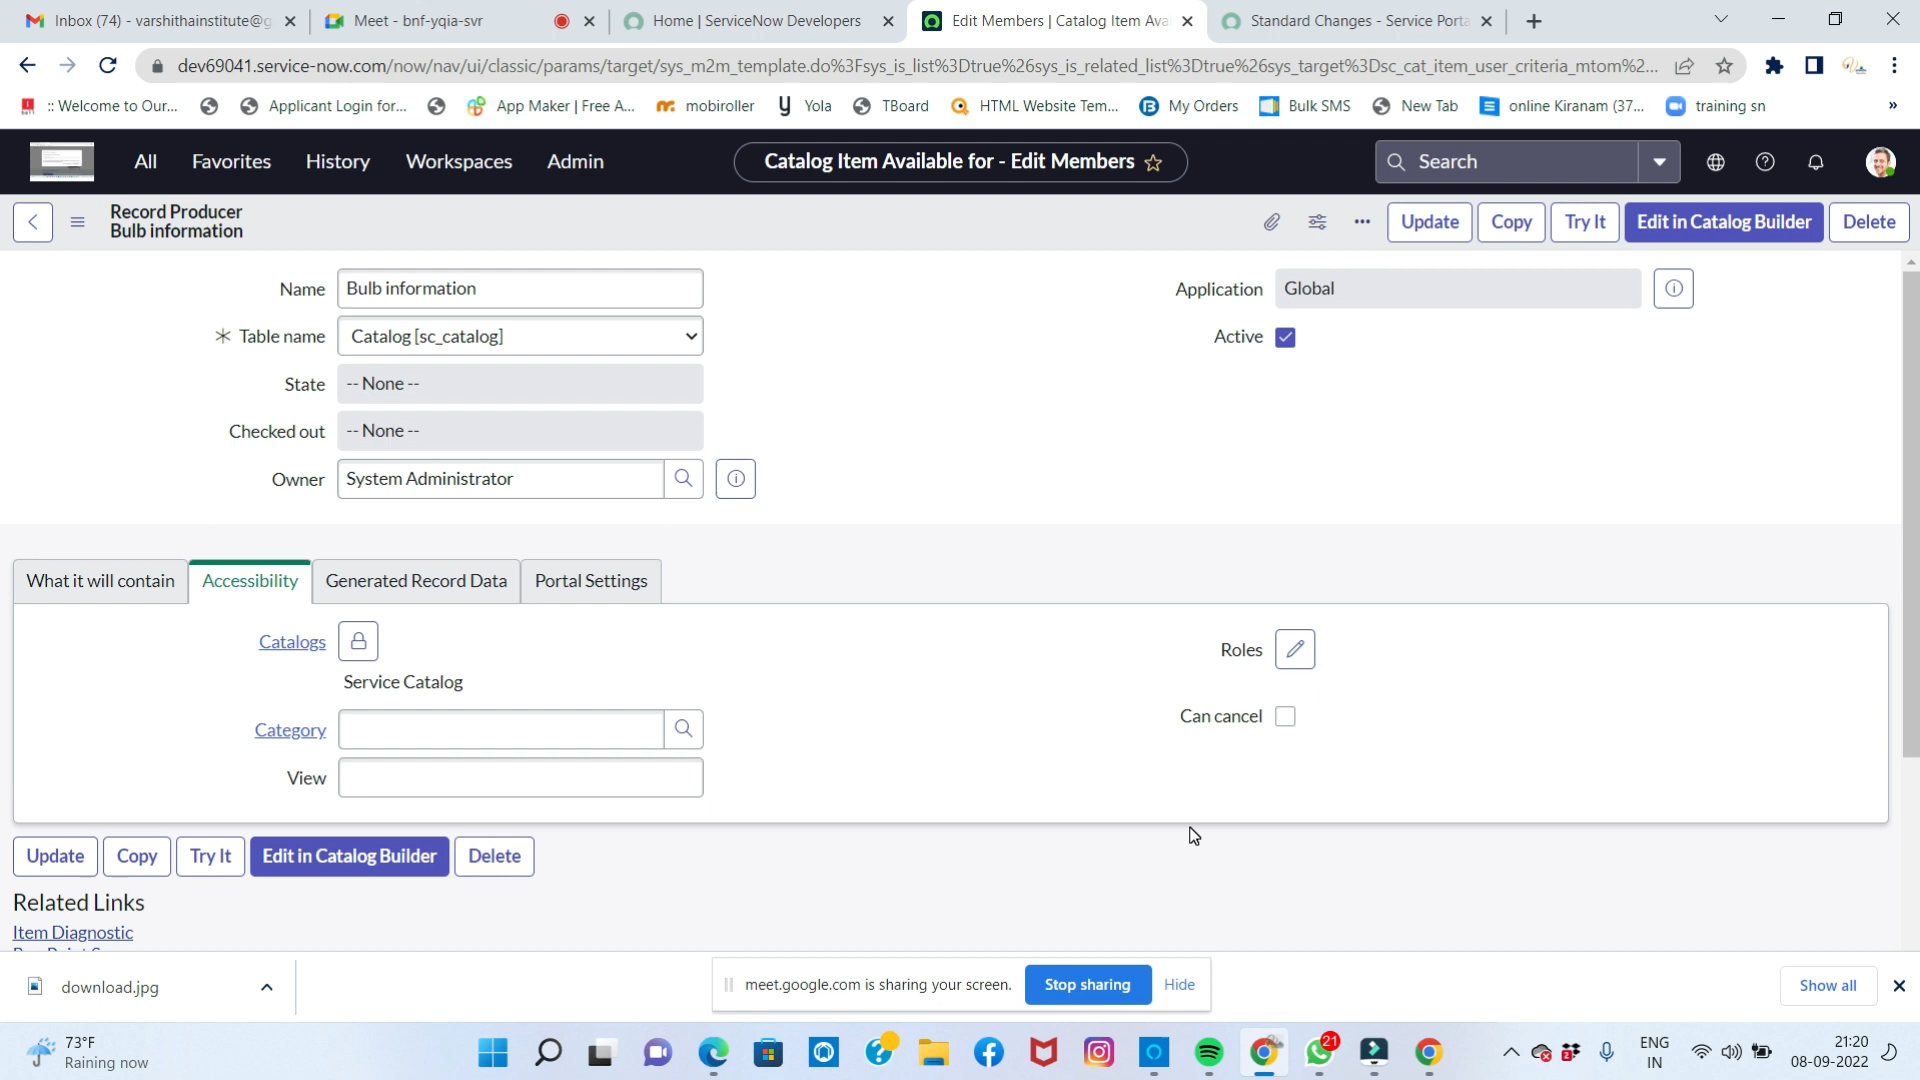 Inbox (74) - varshithainstitute@g
Meet - bnf-yqia-svr
Home | ServiceNow Developers
Edit Members | Catalog Item Ava
Standard Changes - Service Porta
dev69041.service-now.com/now/nav/ui/classic/params/target/sys_m2m_template.do%3Fsys_is_list%3Dtrue%26sys_is_related_list%3Dtrue%26sys_target%3Dsc_cat_item_user_criteria_mtom%2...
:: Welcome to Our...
Applicant Login for...
App Maker | Free A...
mobiroller
Yola
TBoard
HTML Website Tem...
My Orders
Bulk SMS
New Tab
online Kiranam (37...
training sn
»
All
Favorites
History
Workspaces
Admin
Catalog Item Available for - Edit Members
Search
Record Producer
Bulb information
Update
Copy
Try It
Edit in Catalog Builder
Delete
Name
Bulb information
Application
Global
Table name
Catalog [sc_catalog]
Active
State
-- None --
Checked out
-- None --
Owner
System Administrator
What it will contain
Accessibility
Generated Record Data
Portal Settings
Catalogs
Service Catalog
Roles
Category
Can cancel
View
Update
Copy
Try It
Edit in Catalog Builder
Delete
Related Links
Item Diagnostic
download.jpg
meet.google.com is sharing your screen.
Stop sharing
Hide
Show all
73°F
Raining now
21
ENG
IN
21:20
08-09-2022